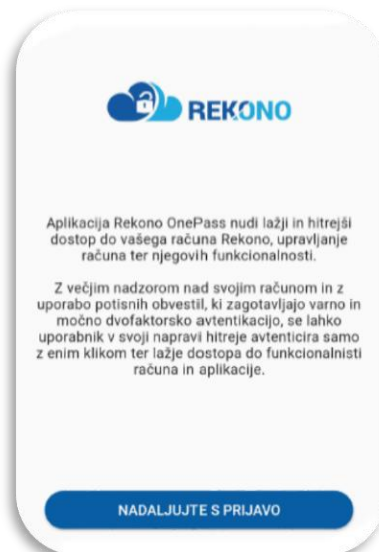 REKONO
Aplikacija Rekono OnePass nudi lažji in hitrejši
dostop do vašega računa Rekono, upravljanje
računa ter njegovih funkcionalnosti.
Z večjim nadzorom nad svojim računom in z
uporabo potisnih obvestil, ki zagotavljajo varno in
močno dvofaktorsko avtentikacijo, se lahko
uporabnik v svoji napravi hitreje avtenticira samo
z enim klikom ter lažje dostopa do funkcionalnisti
računa in aplikacije.
NADALJUJTE S PRIJAVO